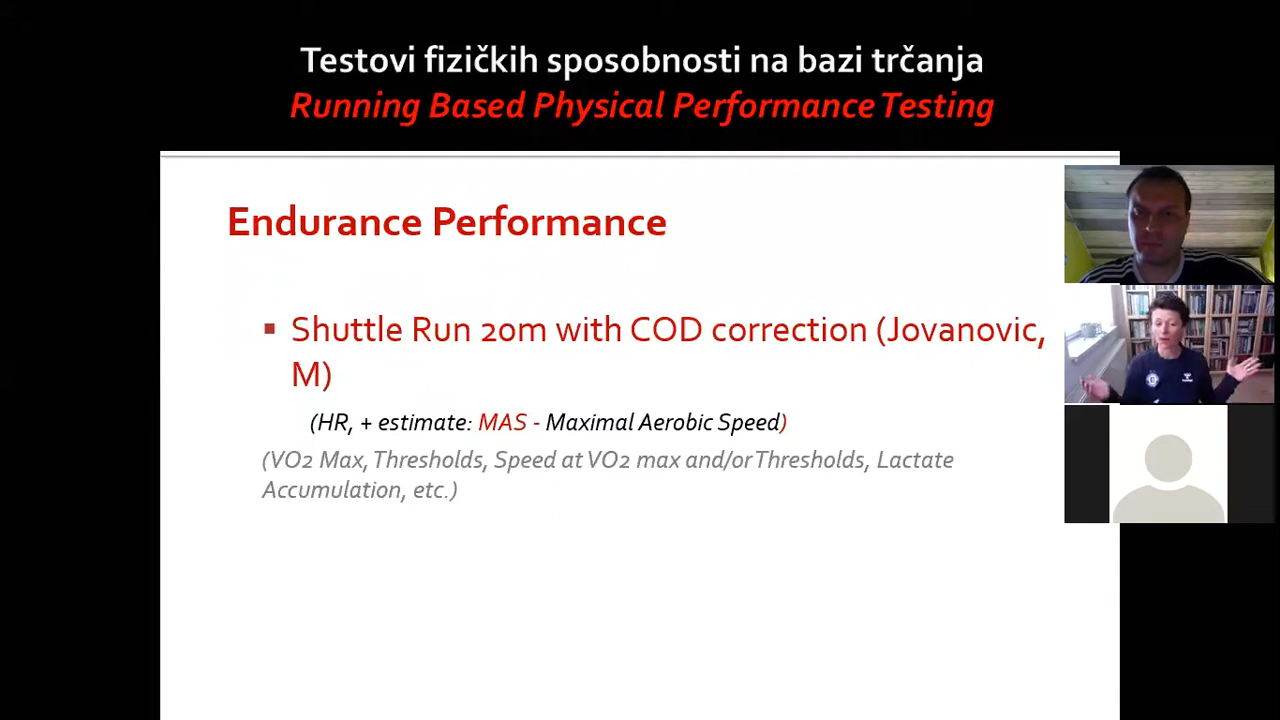 Testovi fizičkih sposobnosti na bazi trčanja
Running Based Physical Performance Testing
Endurance Performance
▪ Shuttle Run 20m with COD correction (Jovanovic,
M)
(HR, + estimate: MAS - Maximal Aerobic Speed)
(VO2 Max, Thresholds, Speed at VO2 max and/or Thresholds, Lactate
Accumulation, etc.)